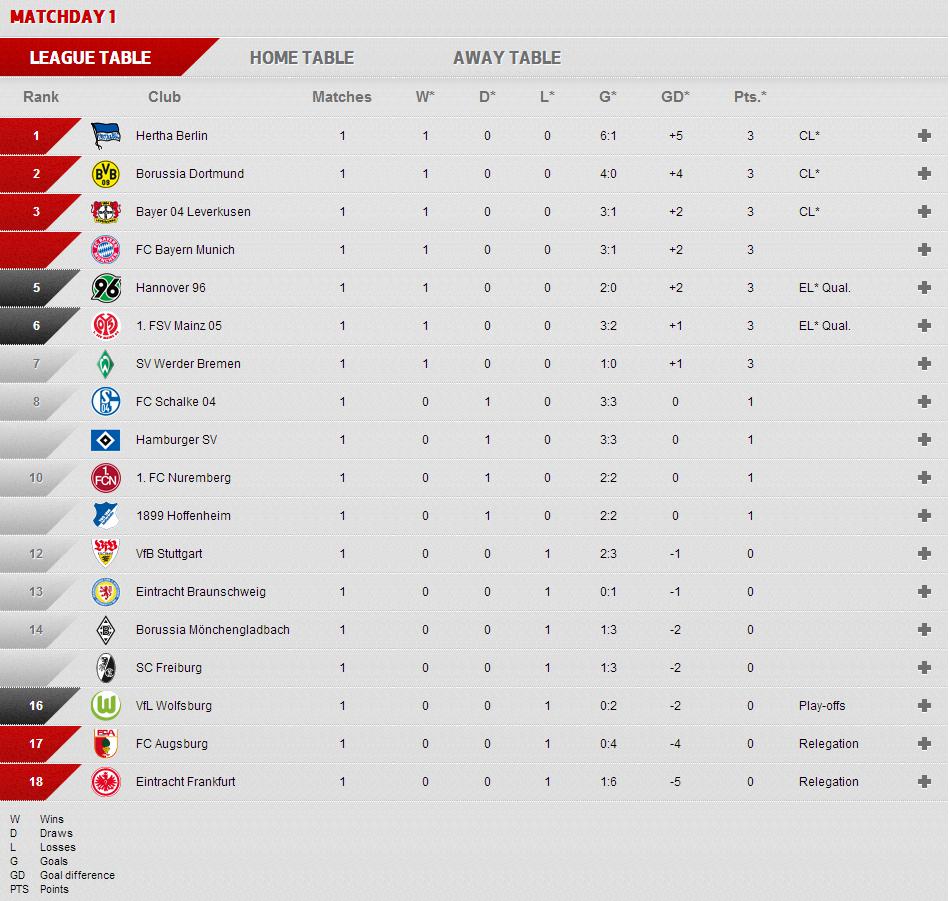 MATCHDAY 1
LEAGUE TABLE HOME TABLE AWAY TABLE
Rank Club Matches W* D* L* G* GD* Pts.*
1 Hertha Berlin 1 1 0 0 6:1 +5 3 CL*
2 BVB 09 Borussia Dortmund 1 1 0 0 4:0 +4 3 CL*
3 Bayer 04 Leverkusen 1 1 0 0 3:1 +2 3 CL*
FC Bayern Munich 1 1 0 0 3:1 +2 3
5 96 Hannover 96 1 1 0 0 2:0 +2 3 EL* Qual.
6 1. FSV Mainz 05 1 1 0 0 3:2 +1 3 EL* Qual.
7 W SV Werder Bremen 1 1 0 0 1:0 +1 3
8 S 04 FC Schalke 04 1 0 1 0 3:3 0 1
Hamburger SV 1 0 1 0 3:3 0 1
10 1. FCN 1. FC Nuremberg 1 0 1 0 2:2 0 1
1899 Hoffenheim 1 0 1 0 2:2 0 1
12 VfB VfB Stuttgart 1 0 0 1 2:3 -1 0
13 Eintracht Braunschweig 1 0 0 1 0:1 -1 0
14 B Borussia Mönchengladbach 1 0 0 1 1:3 -2 0
SC Freiburg 1 0 0 1 1:3 -2 0
16 W VfL Wolfsburg 1 0 0 1 0:2 -2 0 Play-offs
17 FCA FC Augsburg 1 0 0 1 0:4 -4 0 Relegation
18 Eintracht Frankfurt 1 0 0 1 1:6 -5 0 Relegation
W Wins
D Draws
L Losses
G Goals
GD Goal difference
PTS Points